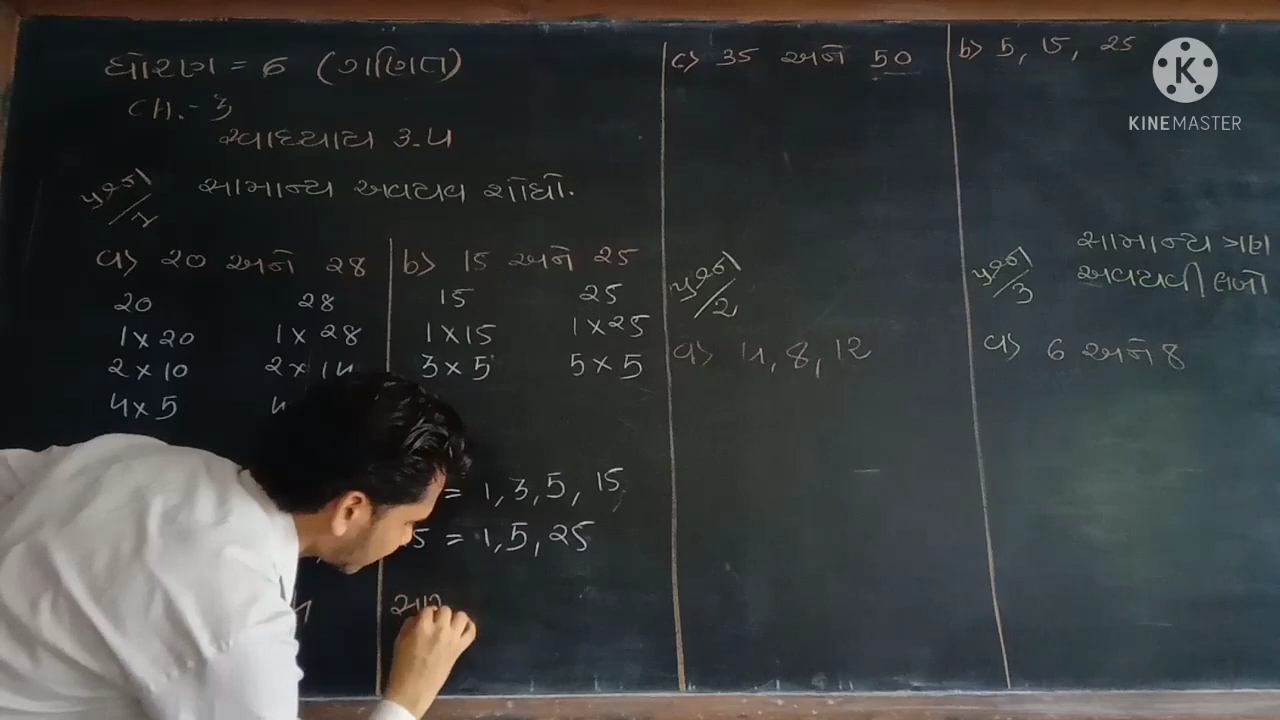 ધોરણ = 6 (ગણિત)
CH. - 3
સ્વાધ્યાય 3.4
પ્રશ્ન/1 સામાન્ય અવયવ શોધો.
a> 20 અને 28
20 28
1 x 20 1 x 28
2 x 10 2 x 14
4 x 5 4
b> 15 અને 25
15 25
1 x 15 1 x 25
3 x 5 5 x 5
= 1, 3, 5, 15
5 = 1, 5, 25
c> 35 અને 50
પ્રશ્ન/2
a> 4, 8, 12
b> 5, 15, 25
પ્રશ્ન/3 સામાન્ય ત્રણ
અવયવી લખો
a> 6 અને 8
KINEMASTER